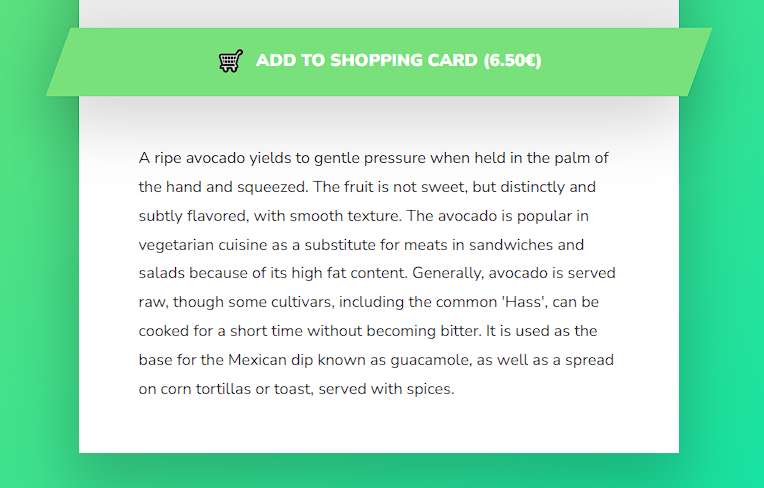 ADD TO SHOPPING CARD (6.50€)
A ripe avocado yields to gentle pressure when held in the palm of
the hand and squeezed. The fruit is not sweet, but distinctly and
subtly flavored, with smooth texture. The avocado is popular in
vegetarian cuisine as a substitute for meats in sandwiches and
salads because of its high fat content. Generally, avocado is served
raw, though some cultivars, including the common 'Hass', can be
cooked for a short time without becoming bitter. It is used as the
base for the Mexican dip known as guacamole, as well as a spread
on corn tortillas or toast, served with spices.